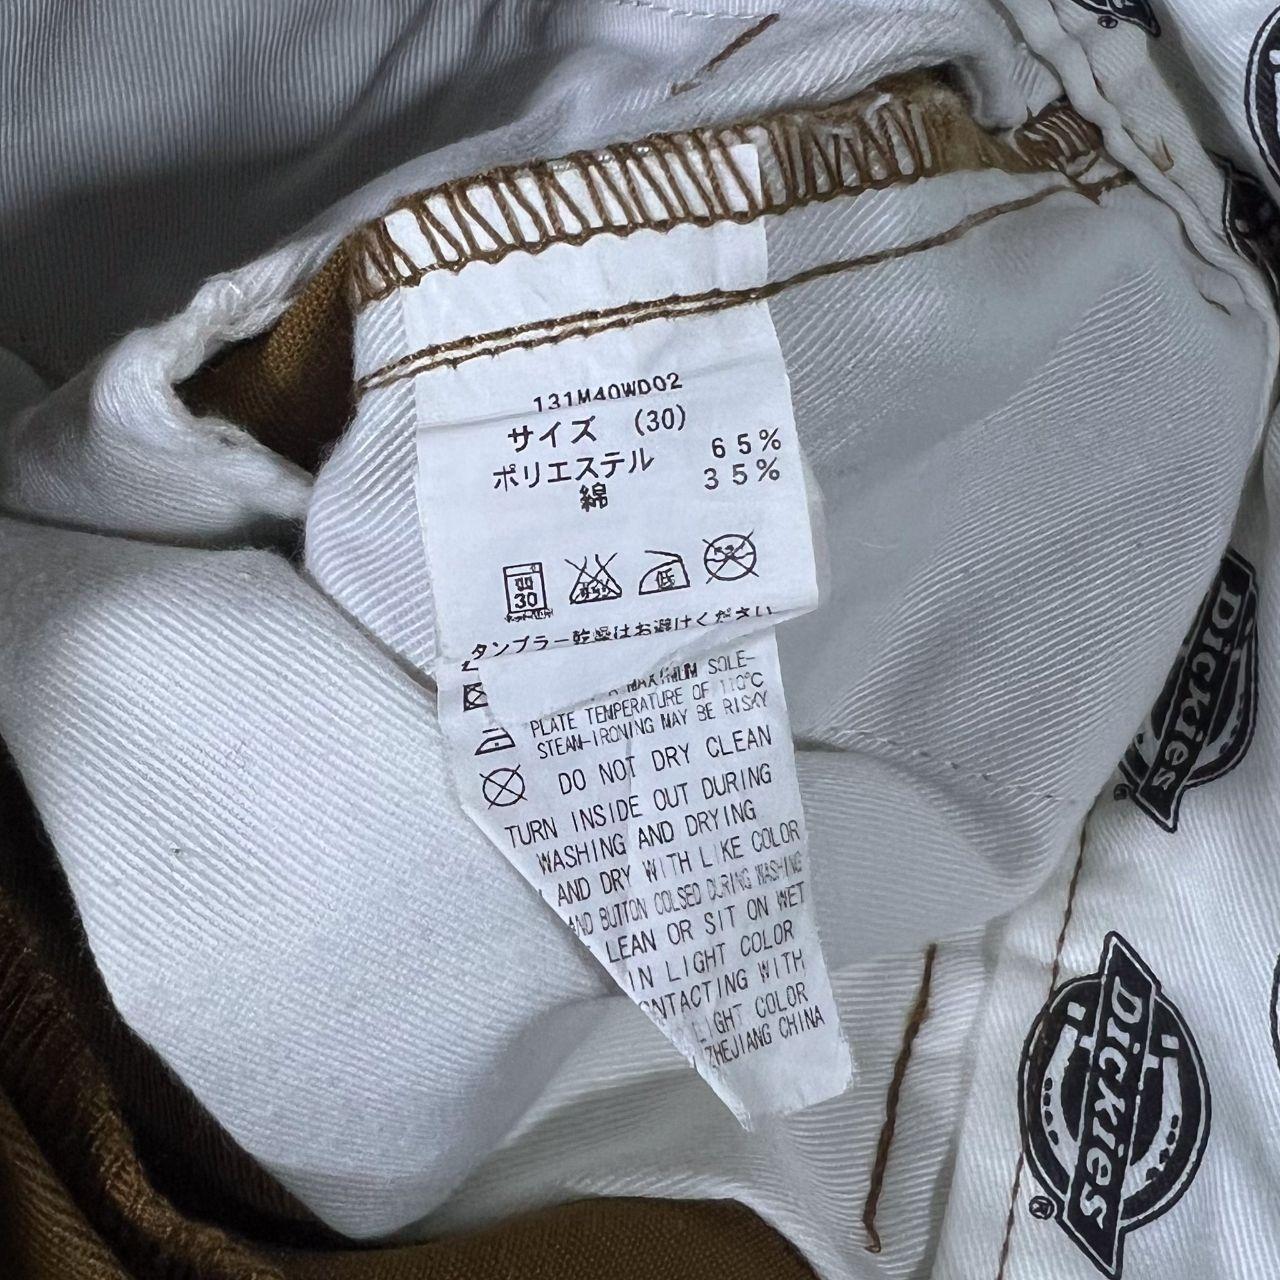 131M40WD02
サイズ (30)
ポリエステル 65%
綿 35%
30
低
タンブラー乾燥はお避けください
MAXIMUM SOLE-
PLATE TEMPERATURE OF 110℃
STEAM-IRONING MAY BE RISKY
DO NOT DRY CLEAN
TURN INSIDE OUT DURING
WASHING AND DRYING
AND DRY WITH LIKE COLOR
AND BUTTON COLSED DURING WASHING
LEAN OR SIT ON WET
IN LIGHT COLOR
CONTACTING WITH
LIGHT COLOR
ZHEJIANG CHINA
Dickies ®
Dickies ®